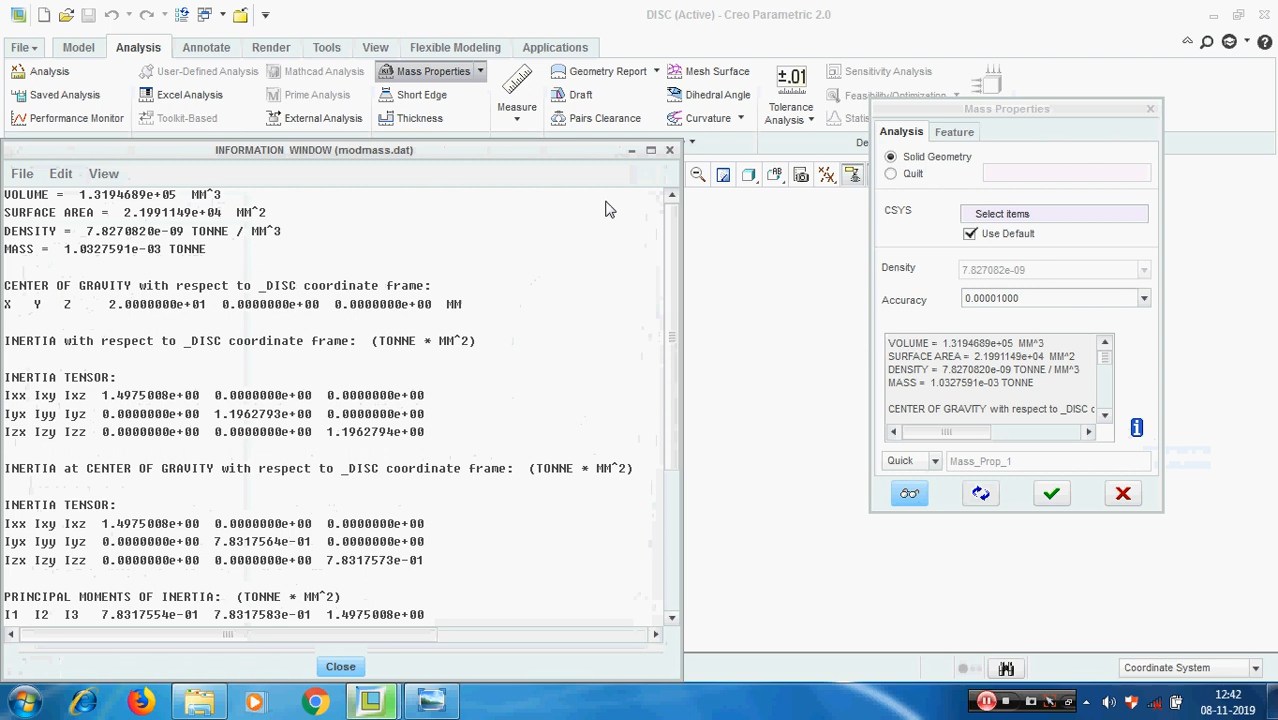 DISC (Active) - Creo Parametric 2.0
File Model Analysis Annotate Render Tools View Flexible Modeling Applications
Analysis User-Defined Analysis Mathcad Analysis Mass Properties Geometry Report Mesh Surface Sensitivity Analysis
Saved Analysis Excel Analysis Prime Analysis Short Edge Draft Dihedral Angle Feasibility/Optimization
Performance Monitor Toolkit-Based External Analysis Thickness Measure Pairs Clearance Curvature Tolerance Analysis
±.01
INFORMATION WINDOW (modmass.dat)
File Edit View
VOLUME = 1.3194689e+05 MM^3
SURFACE AREA = 2.1991149e+04 MM^2
DENSITY = 7.8270820e-09 TONNE / MM^3
MASS = 1.0327591e-03 TONNE
CENTER OF GRAVITY with respect to _DISC coordinate frame:
X Y Z 2.0000000e+01 0.0000000e+00 0.0000000e+00 MM
INERTIA with respect to _DISC coordinate frame: (TONNE * MM^2)
INERTIA TENSOR:
Ixx Ixy Ixz 1.4975008e+00 0.0000000e+00 0.0000000e+00
Iyx Iyy Iyz 0.0000000e+00 1.1962793e+00 0.0000000e+00
Izx Izy Izz 0.0000000e+00 0.0000000e+00 1.1962794e+00
INERTIA at CENTER OF GRAVITY with respect to _DISC coordinate frame: (TONNE * MM^2)
INERTIA TENSOR:
Ixx Ixy Ixz 1.4975008e+00 0.0000000e+00 0.0000000e+00
Iyx Iyy Iyz 0.0000000e+00 7.8317564e-01 0.0000000e+00
Izx Izy Izz 0.0000000e+00 0.0000000e+00 7.8317573e-01
PRINCIPAL MOMENTS OF INERTIA: (TONNE * MM^2)
I1 I2 I3 7.8317554e-01 7.8317583e-01 1.4975008e+00
Close
Mass Properties
Analysis Feature
Solid Geometry
Quilt
CSYS Select items
Use Default
Density 7.827082e-09
Accuracy 0.00001000
VOLUME = 1.3194689e+05 MM^3
SURFACE AREA = 2.1991149e+04 MM^2
DENSITY = 7.8270820e-09 TONNE / MM^3
MASS = 1.0327591e-03 TONNE
CENTER OF GRAVITY with respect to _DISC c
Quick Mass_Prop_1
Coordinate System
12:42
08-11-2019